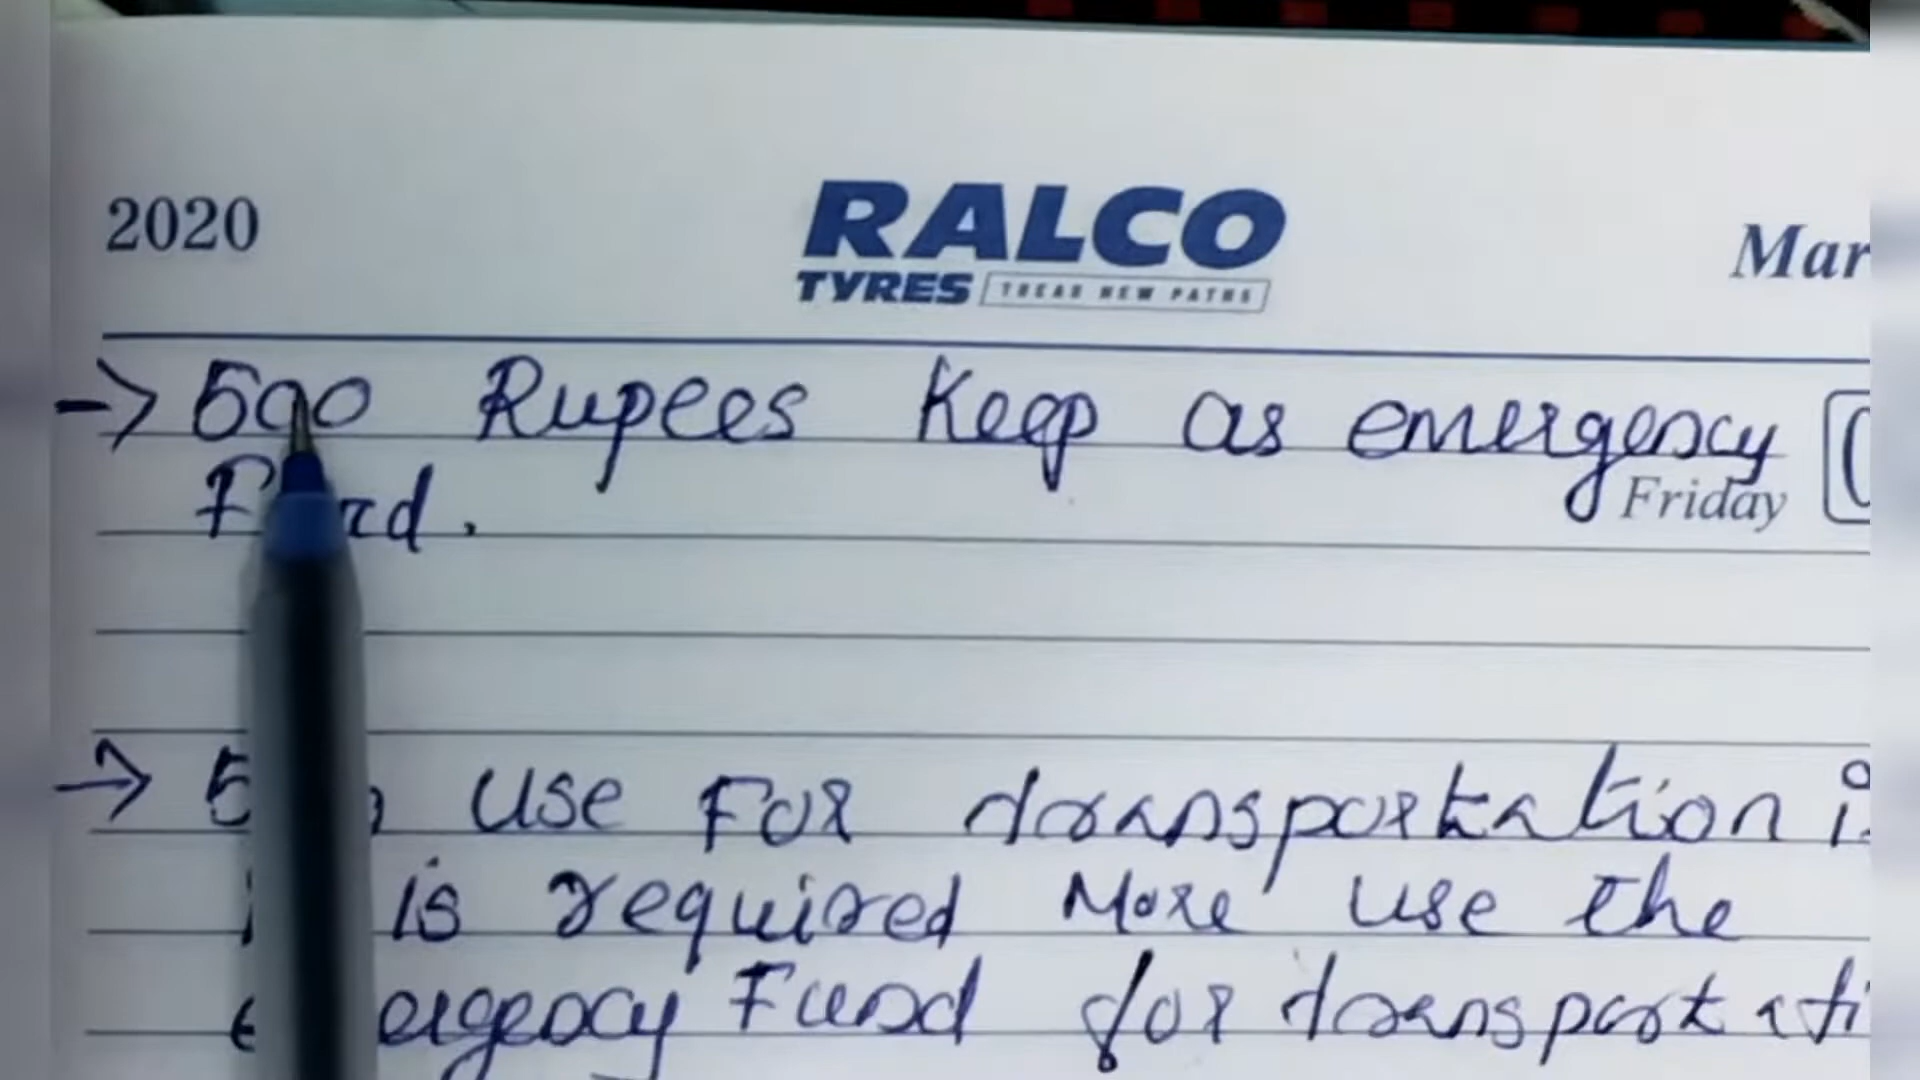 2020
RALCO
TYRES TREAD NEW PATHS
Mar
-> 500 Rupees Keep as emergency
Friday
-> use For transportation
is required More use the
Fund for